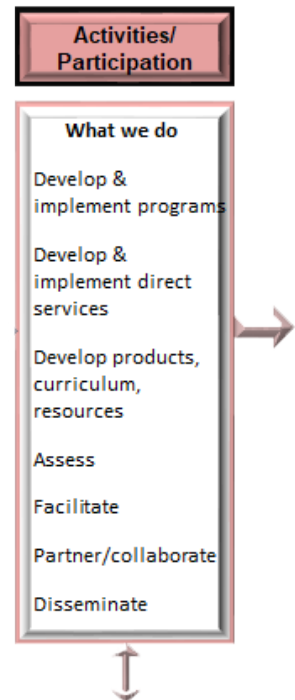 Activities/
Participation
What we do
Develop &
implement programs
Develop &
implement direct
services
Develop products,
curriculum,
resources
Assess
Facilitate
Partner/collaborate
Disseminate